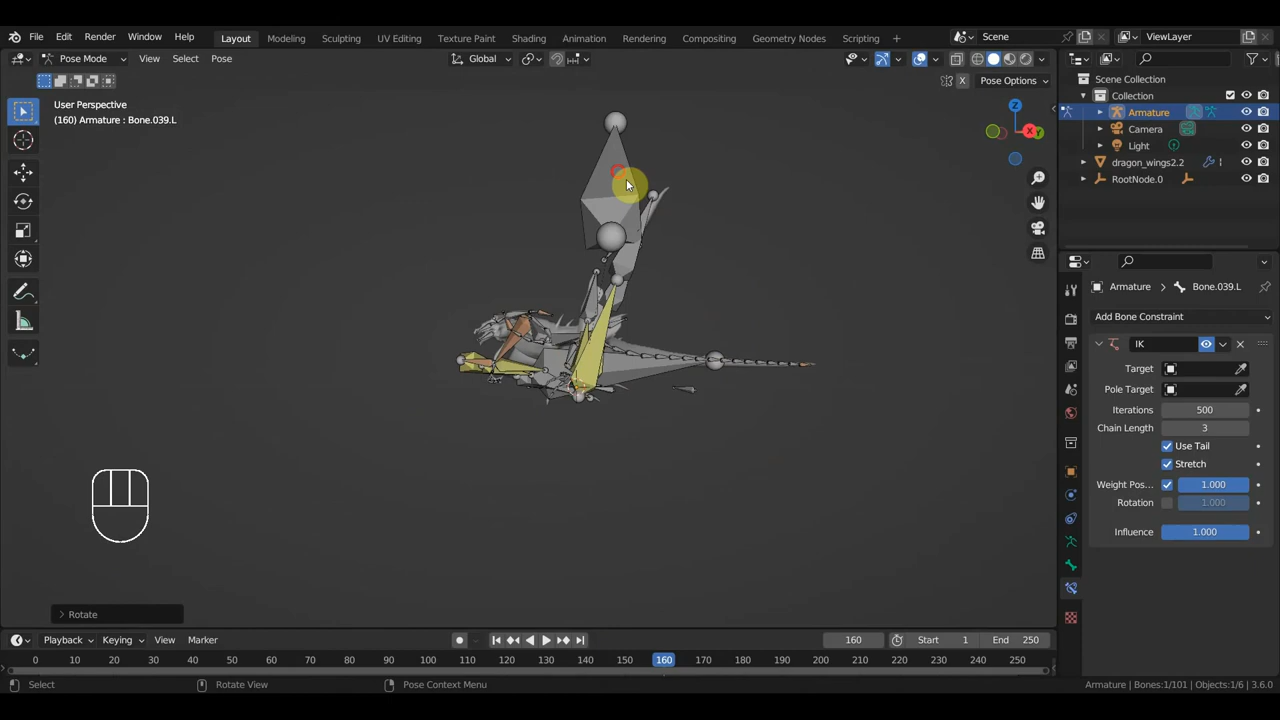 File Edit Render Window Help Layout Modeling Sculpting UV Editing Texture Paint Shading Animation Rendering Compositing Geometry Nodes Scripting + Scene ViewLayer
Pose Mode View Select Pose Global
X Pose Options
User Perspective
(160) Armature : Bone.039.L
Z
X
Y
Scene Collection
Collection
Armature
Camera
Light
dragon_wings2.2
RootNode.0
Armature > Bone.039.L
Add Bone Constraint
IK
Target
Pole Target
Iterations 500
Chain Length 3
Use Tail
Stretch
Weight Pos... 1.000
Rotation 1.000
Influence 1.000
> Rotate
Playback Keying View Marker 160 Start 1 End 250
0 10 20 30 40 50 60 70 80 90 100 110 120 130 140 150 160 170 180 190 200 210 220 230 240 250
Select Rotate View Pose Context Menu Armature | Bones:1/101 | Objects:1/6 | 3.6.0